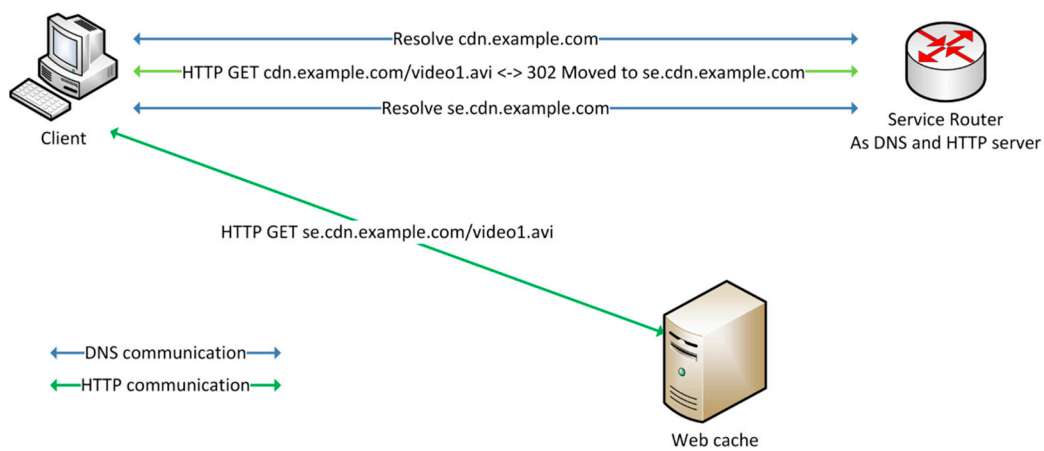 Resolve cdn.example.com
HTTP GET cdn.example.com/video1.avi <-> 302 Moved to se.cdn.example.com
Resolve se.cdn.example.com
Client
Service Router
As DNS and HTTP server
HTTP GET se.cdn.example.com/video1.avi
DNS communication
HTTP communication
Web cache